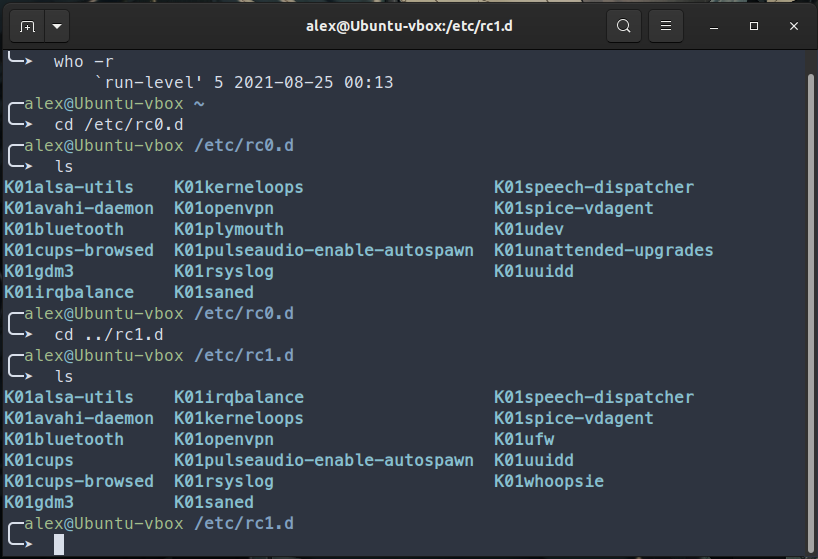 alex@Ubuntu-vbox:/etc/rc1.d
who -r
`run-level' 5 2021-08-25 00:13
alex@Ubuntu-vbox ~
cd /etc/rc0.d
alex@Ubuntu-vbox /etc/rc0.d
ls
K01alsa-utils K01kerneloops K01speech-dispatcher
K01avahi-daemon K01openvpn K01spice-vdagent
K01bluetooth K01plymouth K01udev
K01cups-browsed K01pulseaudio-enable-autospawn K01unattended-upgrades
K01gdm3 K01rsyslog K01uuidd
K01irqbalance K01saned
alex@Ubuntu-vbox /etc/rc0.d
cd ../rc1.d
alex@Ubuntu-vbox /etc/rc1.d
ls
K01alsa-utils K01irqbalance K01speech-dispatcher
K01avahi-daemon K01kerneloops K01spice-vdagent
K01bluetooth K01openvpn K01ufw
K01cups K01pulseaudio-enable-autospawn K01uuidd
K01cups-browsed K01rsyslog K01whoopsie
K01gdm3 K01saned
alex@Ubuntu-vbox /etc/rc1.d